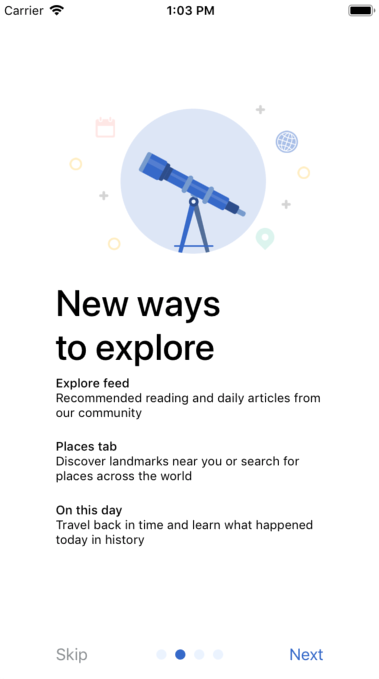 Carrier 1:03 PM
New ways
to explore
Explore feed
Recommended reading and daily articles from
our community
Places tab
Discover landmarks near you or search for
places across the world
On this day
Travel back in time and learn what happened
today in history
Skip Next